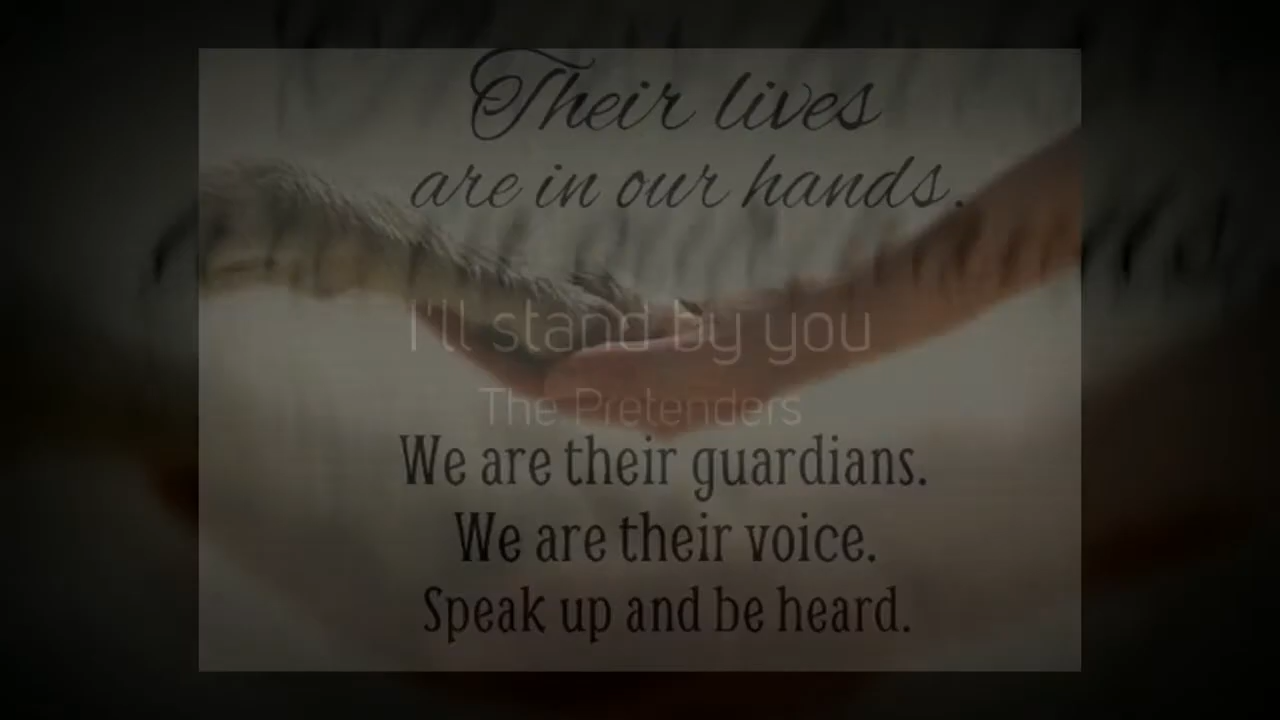 Their lives
are in our hands.
I'll stand by you
The Pretenders
We are their guardians.
We are their voice.
Speak up and be heard.